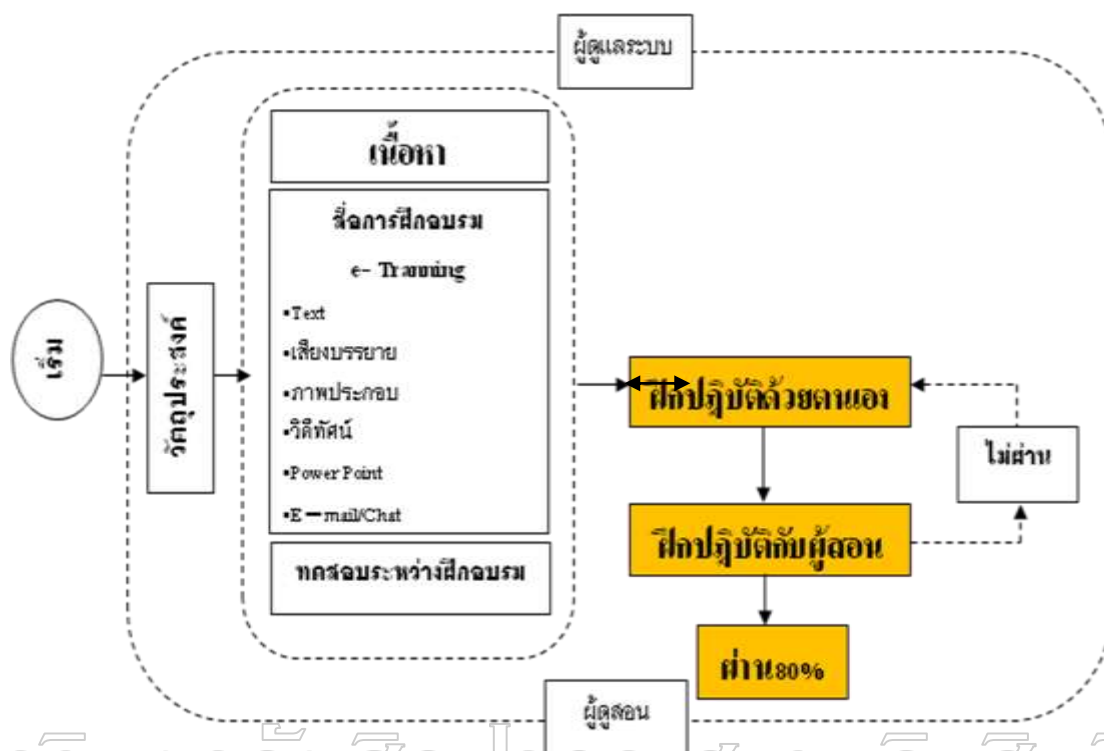 ผู้ดูแลระบบ
เนื้อหา
สื่อการฝึกอบรม
e- Tranning
▪Text
▪เสียงบรรยาย
▪ภาพประกอบ
▪วิดีทัศน์
▪Power Point
▪E – mail/Chat
ทดสอบระหว่างฝึกอบรม
เริ่ม
วัตถุประสงค์
ฝึกปฏิบัติด้วยตาแอง
ไม่ผ่าน
ฝึกปฏิบัติกับผู้สอน
ผ่าน80%
ผู้ดูสอน